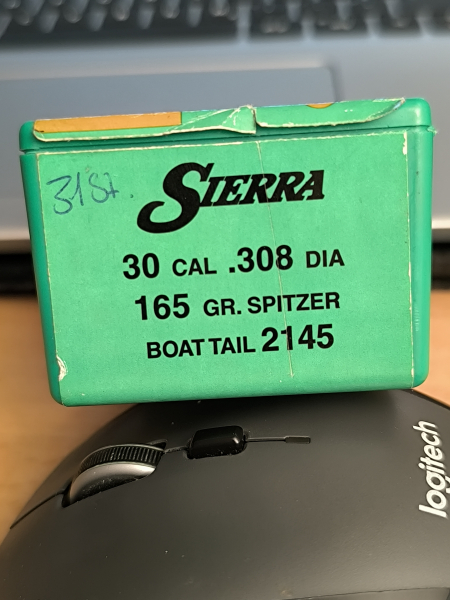 31St.
SIERRA
30 CAL .308 DIA
165 GR. SPITZER
BOAT TAIL 2145
logitech